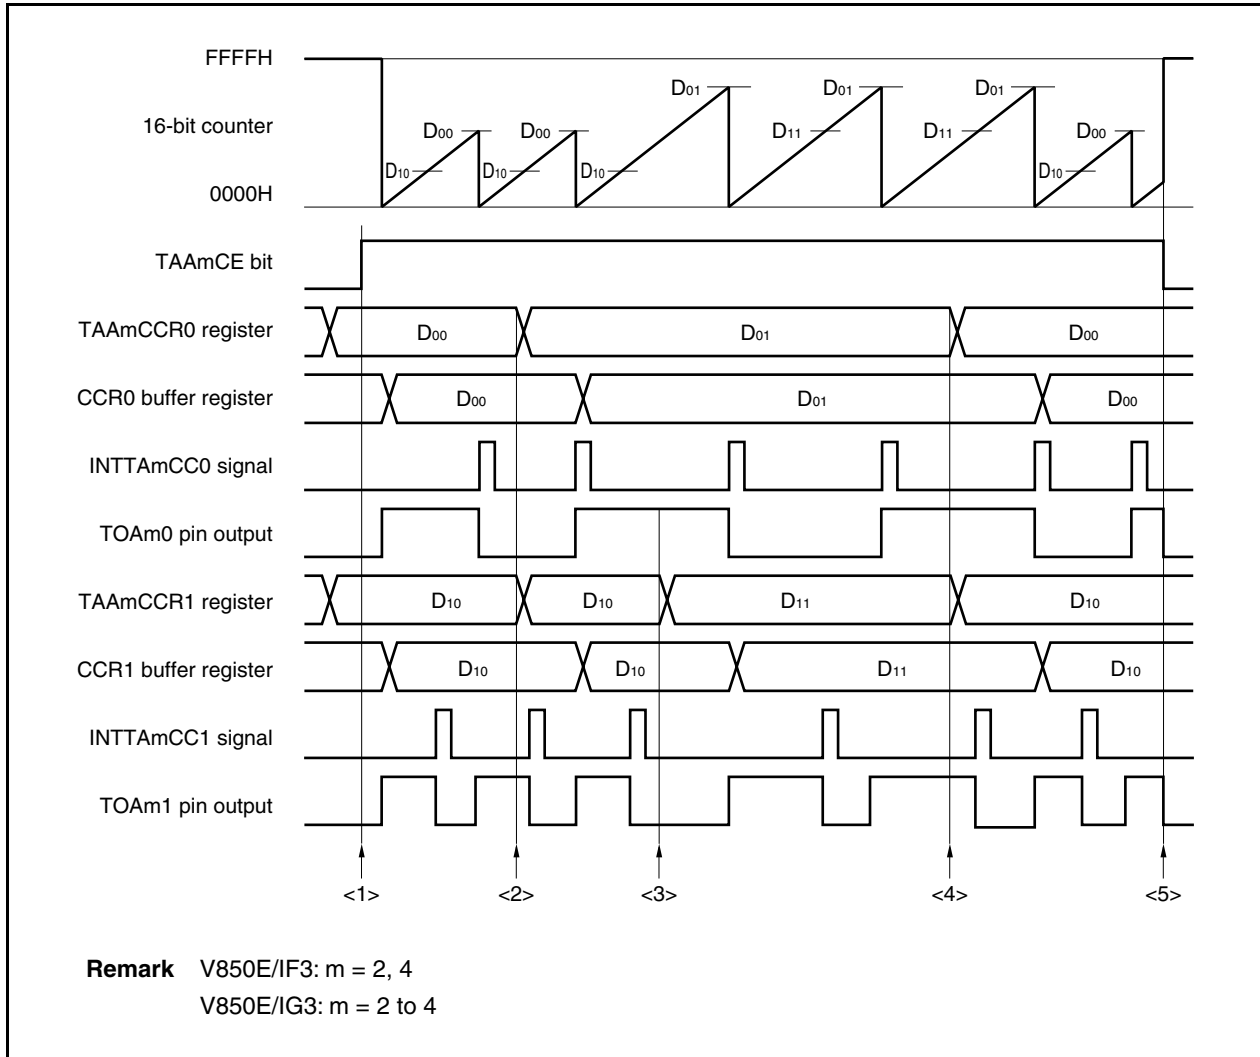 FFFFH
D01 D01 D01
16-bit counter D00 D00 D11 D11 D00
D10 D10 D10 D10
0000H
TAAmCE bit
TAAmCCR0 register D00 D01 D00
CCR0 buffer register D00 D01 D00
INTTAmCC0 signal
TOAm0 pin output
TAAmCCR1 register D10 D10 D11 D10
CCR1 buffer register D10 D10 D11 D10
INTTAmCC1 signal
TOAm1 pin output
<1> <2> <3> <4> <5>
Remark V850E/IF3: m = 2, 4
V850E/IG3: m = 2 to 4